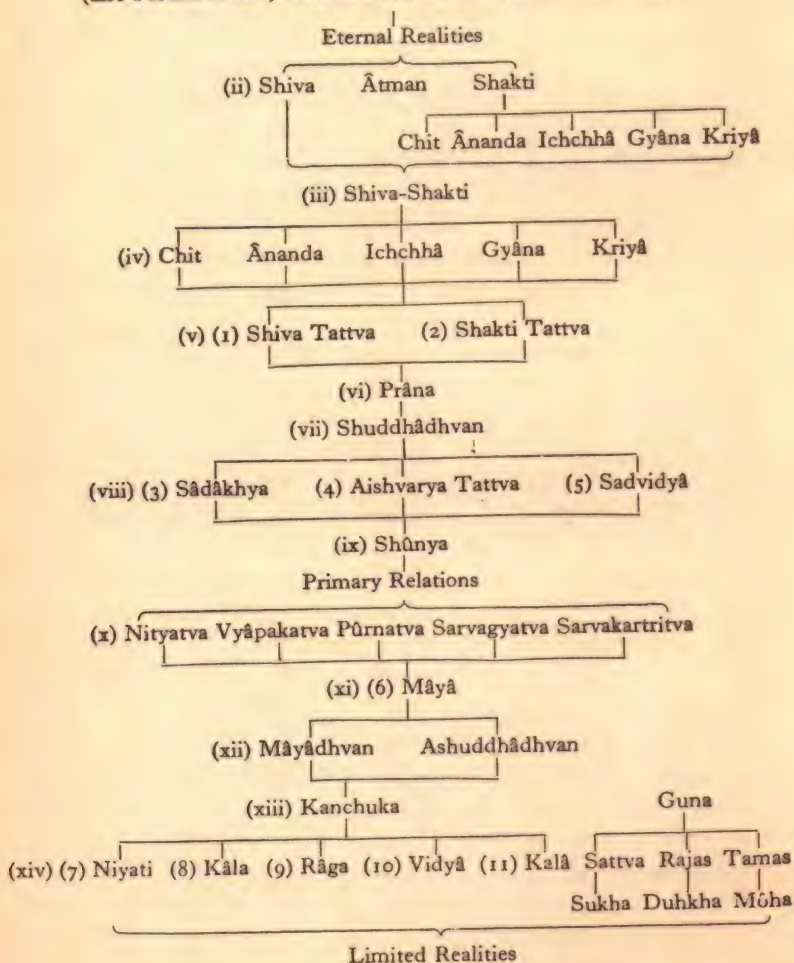 Eternal Realities
(ii) Shiva Âtman Shakti
Chit Ânanda Ichchhâ Gyâna Kriyâ
(iii) Shiva-Shakti
(iv) Chit Ânanda Ichchhâ Gyâna Kriyâ
(v) (1) Shiva Tattva (2) Shakti Tattva
(vi) Prâna
(vii) Shuddhâdhvan
(viii) (3) Sâdâkhya (4) Aishvarya Tattva (5) Sadvidyâ
(ix) Shûnya
Primary Relations
(x) Nityatva Vyâpakatva Pûrnatva Sarvagyatva Sarvakartritva
(xi) (6) Mâyâ
(xii) Mâyâdhvan Ashuddhâdhvan
(xiii) Kanchuka Guna
(xiv) (7) Niyati (8) Kâla (9) Râga (10) Vidyâ (11) Kalâ Sattva Rajas Tamas
Sukha Duhkha Môha
Limited Realities